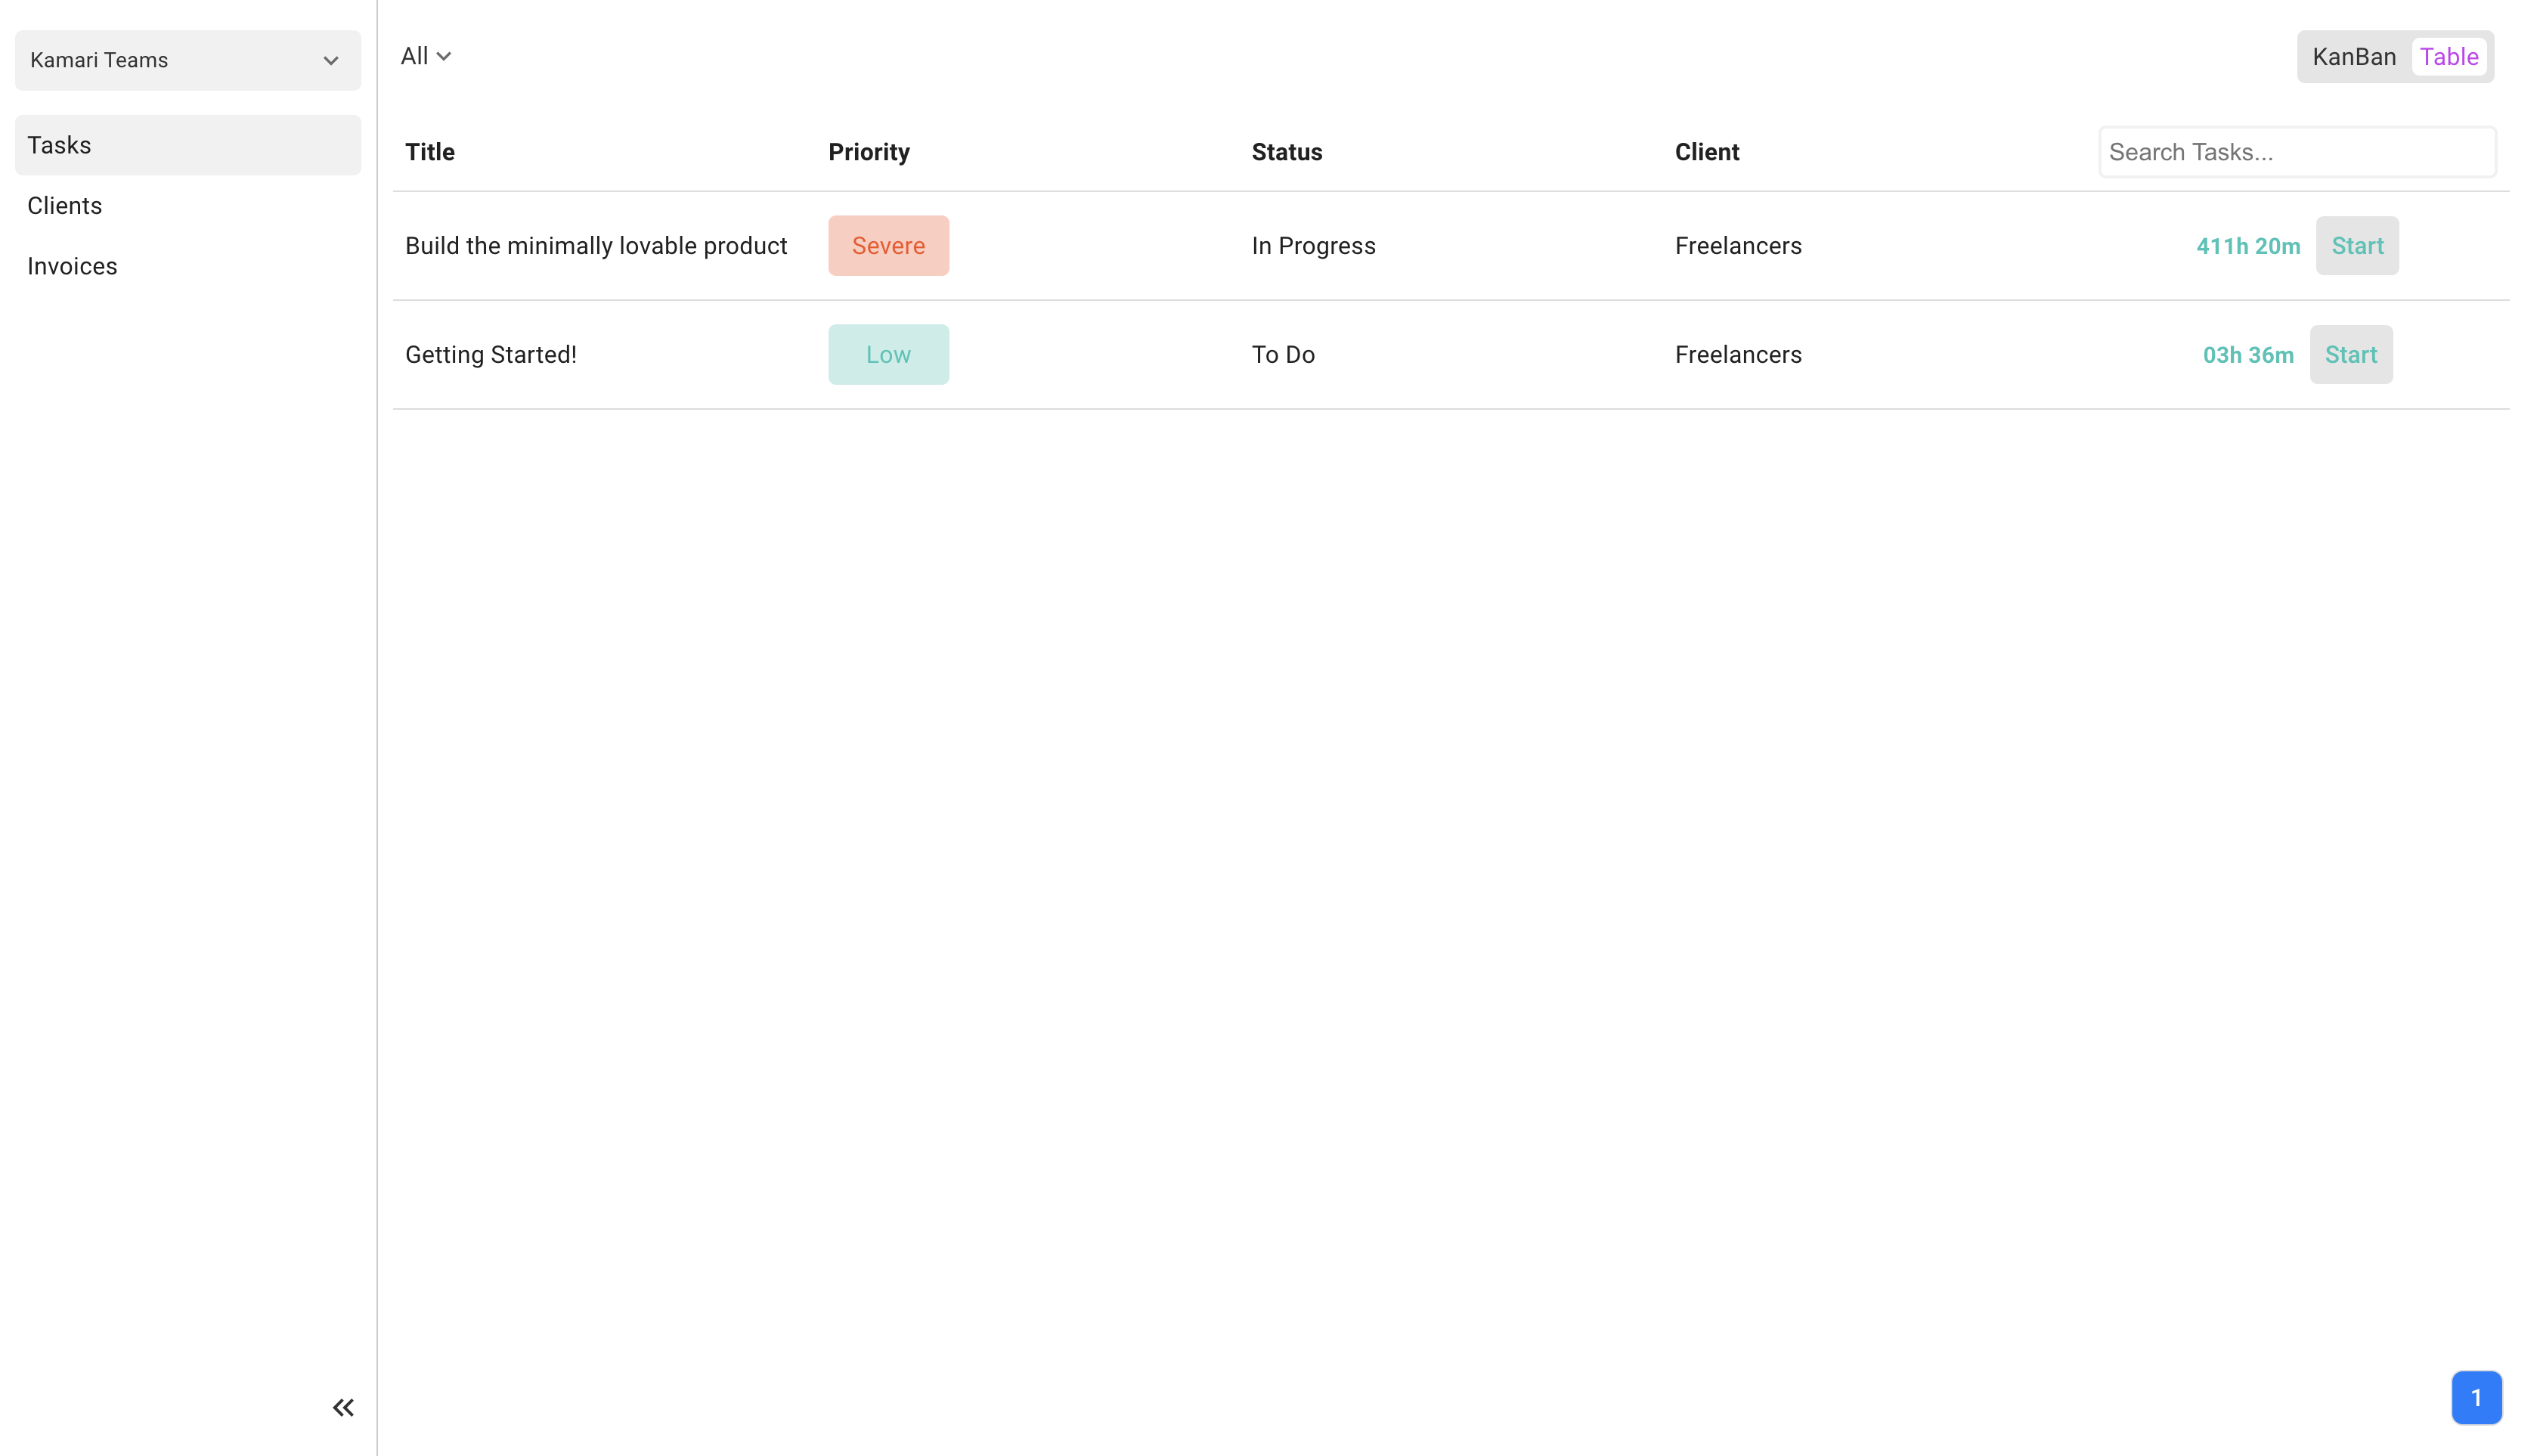 Kamari Teams
Tasks
Clients
Invoices
All
KanBan Table
Title Priority Status Client Search Tasks...
Build the minimally lovable product Severe In Progress Freelancers 411h 20m Start
Getting Started! Low To Do Freelancers 03h 36m Start
1